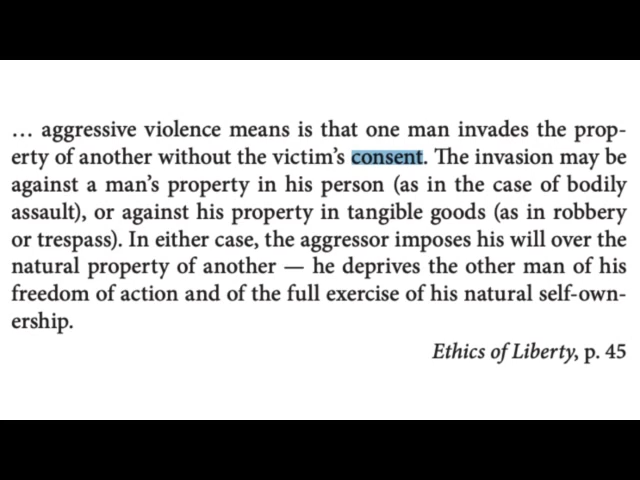 … aggressive violence means is that one man invades the prop-
erty of another without the victim’s consent. The invasion may be
against a man’s property in his person (as in the case of bodily
assault), or against his property in tangible goods (as in robbery
or trespass). In either case, the aggressor imposes his will over the
natural property of another — he deprives the other man of his
freedom of action and of the full exercise of his natural self-own-
ership.
Ethics of Liberty, p. 45